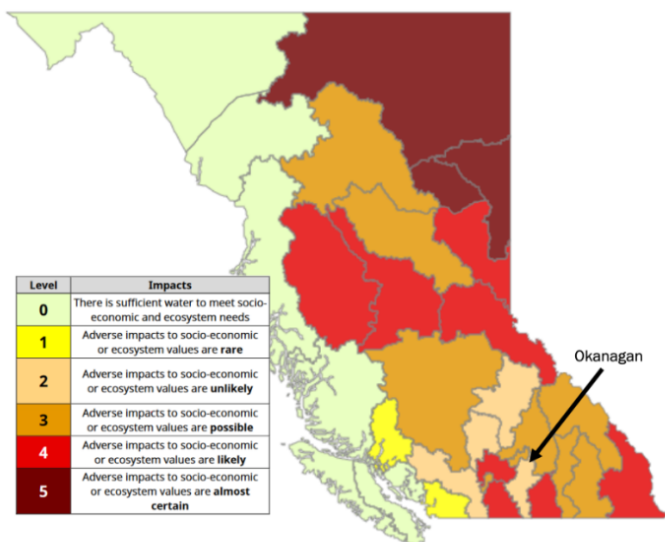 Okanagan
Level Impacts
0
There is sufficient water to meet socio-
economic and ecosystem needs
1
Adverse impacts to socio-economic
or ecosystem values are rare
2
Adverse impacts to socio-economic
or ecosystem values are unlikely
3
Adverse impacts to socio-economic
or ecosystem values are possible
4
Adverse impacts to socio-economic
or ecosystem values are likely
5
Adverse impacts to socio-economic
or ecosystem values are almost
certain